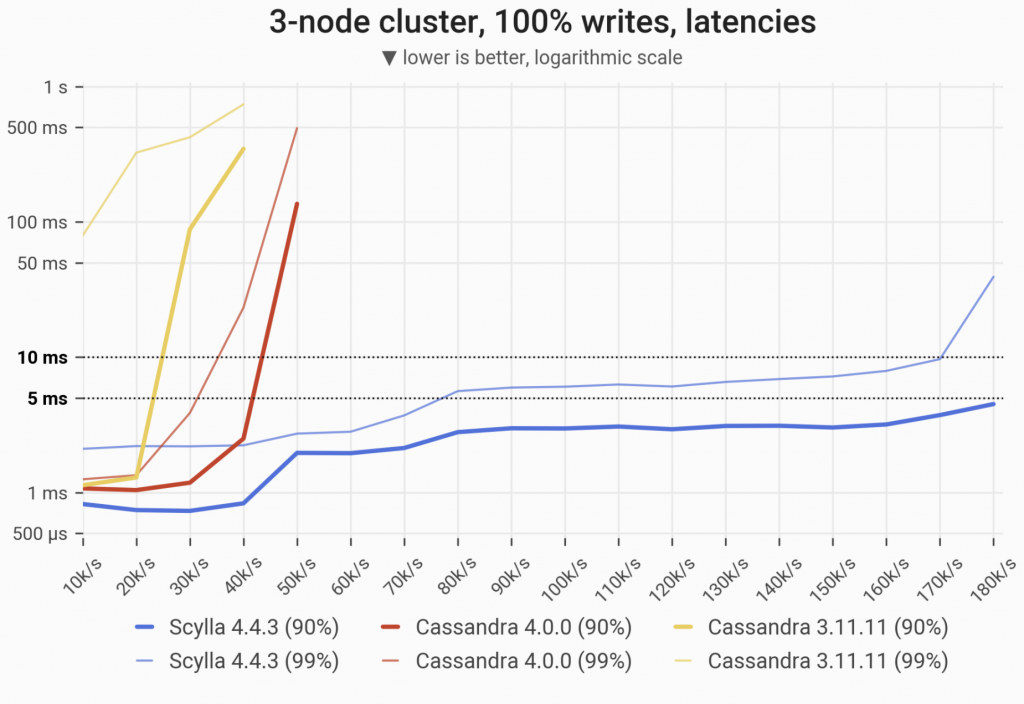 3-node cluster, 100% writes, latencies
▼ lower is better, logarithmic scale
1 s
500 ms
100 ms
50 ms
10 ms
5 ms
1 ms
500 µs
10k/s 20k/s 30k/s 40k/s 50k/s 60k/s 70k/s 80k/s 90k/s 100k/s 110k/s 120k/s 130k/s 140k/s 150k/s 160k/s 170k/s 180k/s
Scylla 4.4.3 (90%) Cassandra 4.0.0 (90%) Cassandra 3.11.11 (90%)
Scylla 4.4.3 (99%) Cassandra 4.0.0 (99%) Cassandra 3.11.11 (99%)